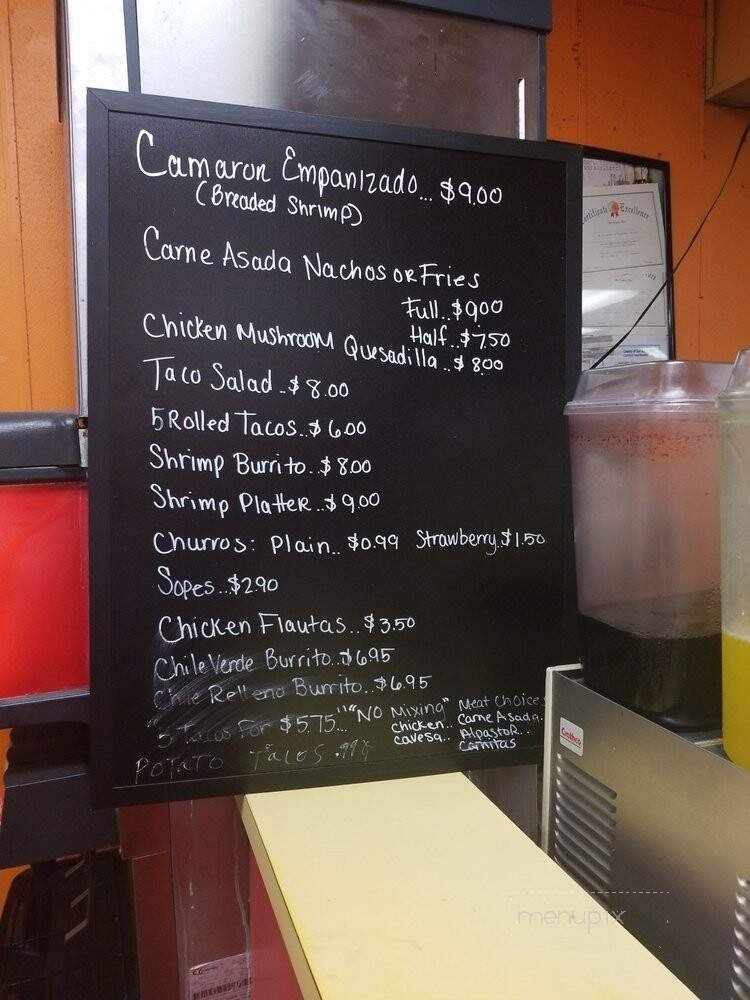 Camaron Empanizado... $9.00
(Breaded Shrimp)
Carne Asada Nachos or Fries
Full..$9.00
Half..$7.50
Chicken Mushroom Quesadilla..$8.00
Taco Salad..$8.00
5 Rolled Tacos..$6.00
Shrimp Burrito..$8.00
Shrimp Platter..$9.00
Churros: Plain.. $0.99 Strawberry..$1.50
Sopes..$2.90
Chicken Flautas..$3.50
Chile Verde Burrito..$6.95
Chile Relleno Burrito..$6.95
"5 Tacos For $5.75..." "NO Mixing" Meat Choices
chicken.. Carne Asada..
cavesa.. Alpastor..
Carnitas
POTATO TACOS .99¢
Certificate of Excellence
Crathco
menupix